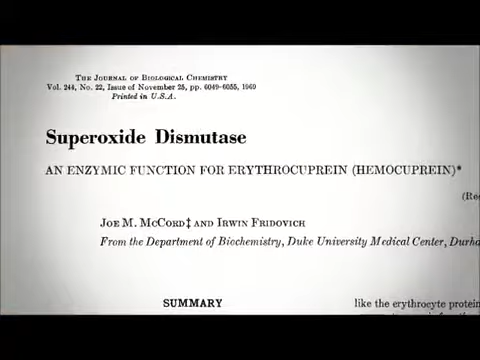 The Journal of Biological Chemistry
Vol. 244, No. 22, Issue of November 25, pp. 6049-6055, 1969
Printed in U.S.A.
Superoxide Dismutase
AN ENZYMIC FUNCTION FOR ERYTHROCUPREIN (HEMOCUPREIN)*
Joe M. McCord‡ and Irwin Fridovich
From the Department of Biochemistry, Duke University Medical Center,
SUMMARY
like the erythrocyte protein